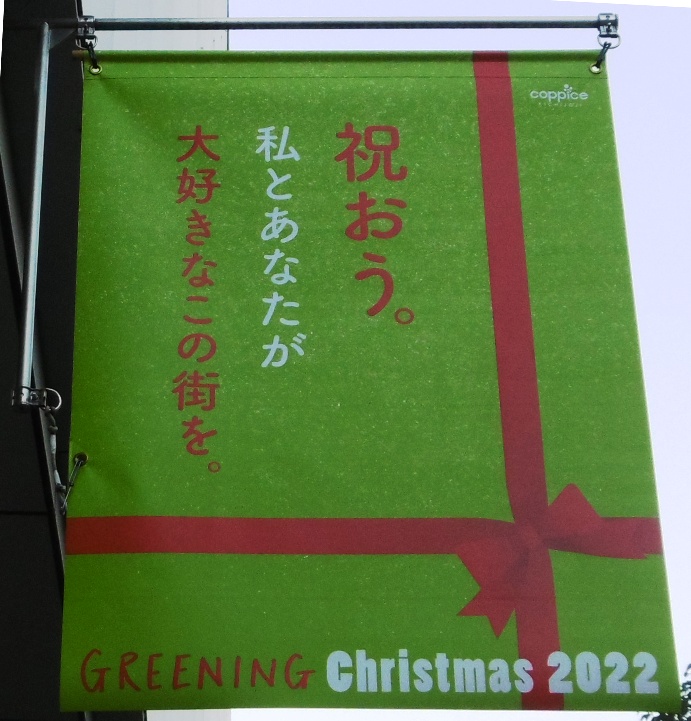 coppice
祝おう。
私とあなたが
大好きなこの街を。
GREENING Christmas 2022